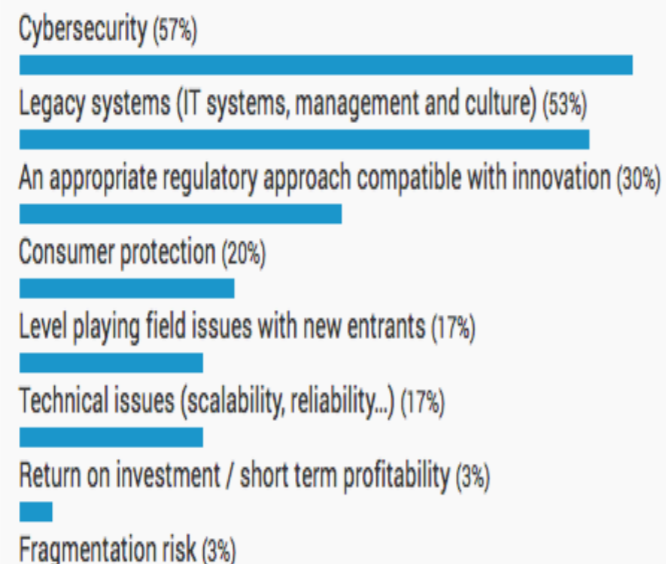 Cybersecurity (57%)
Legacy systems (IT systems, management and culture) (53%)
An appropriate regulatory approach compatible with innovation (30%)
Consumer protection (20%)
Level playing field issues with new entrants (17%)
Technical issues (scalability, reliability...) (17%)
Return on investment / short term profitability (3%)
Fragmentation risk (3%)